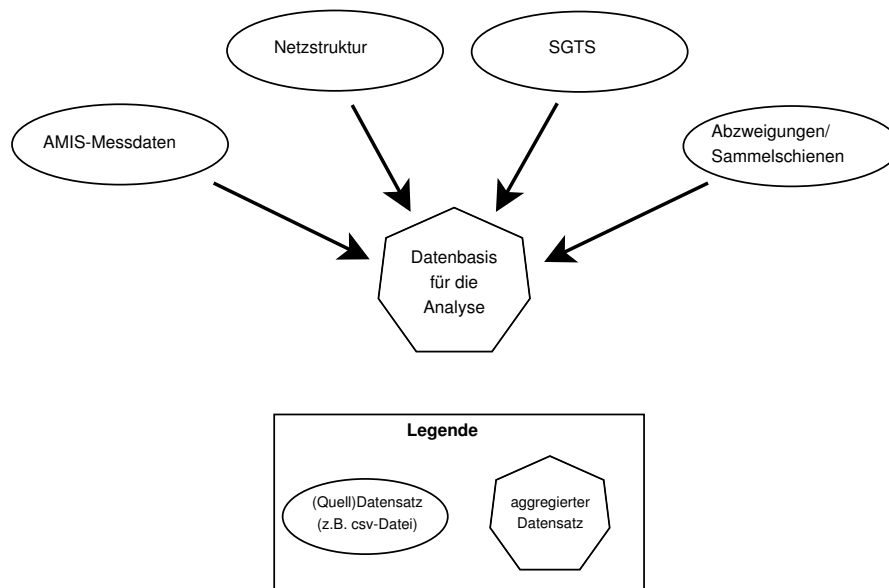 Netzstruktur
SGTS
AMIS-Messdaten
Abzweigungen/
Sammelschienen
Datenbasis
für die
Analyse
Legende
(Quell)Datensatz
(z.B. csv-Datei)
aggregierter
Datensatz